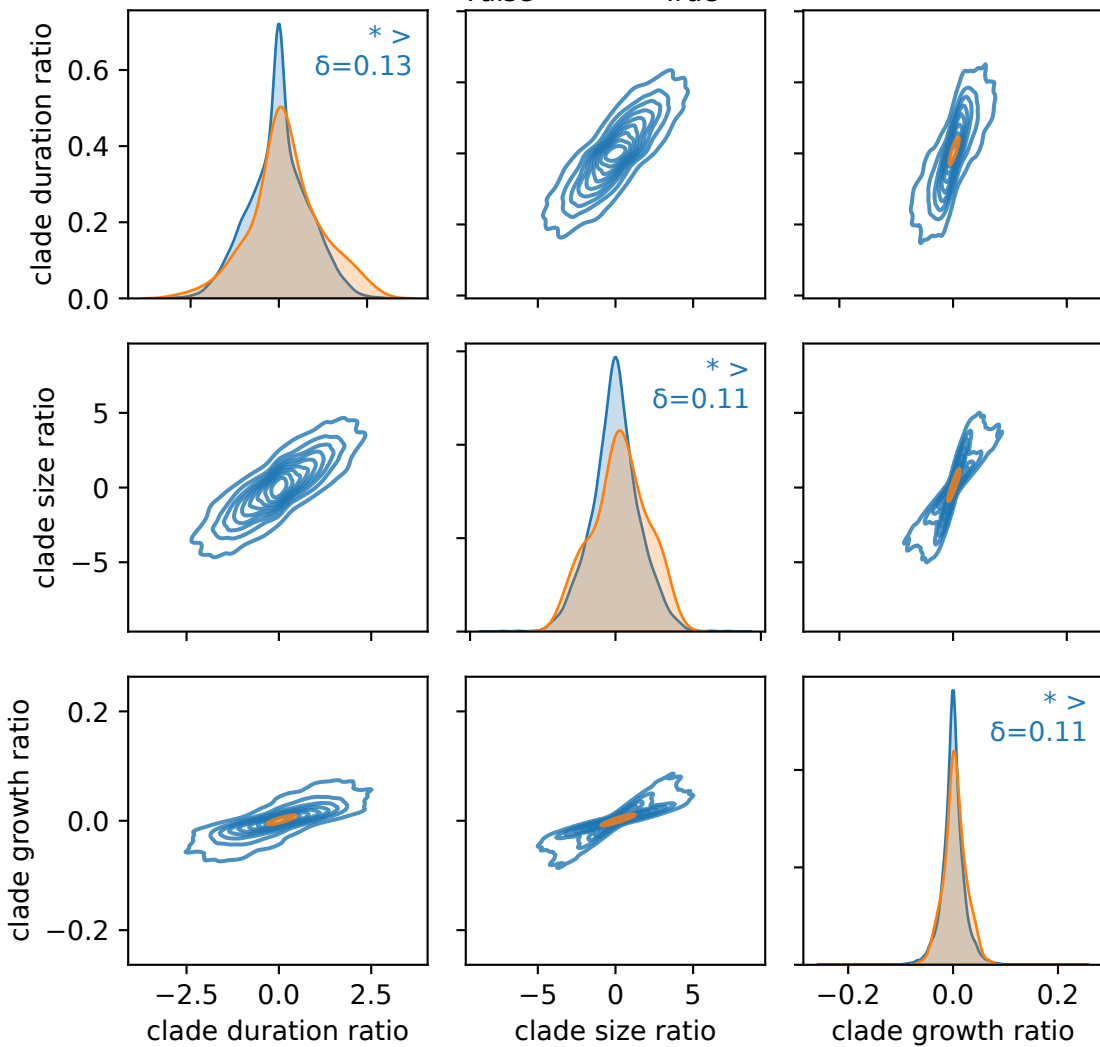 * >
δ=0.13
clade duration ratio
0.6
0.4
0.2
0.0
* >
δ=0.11
clade size ratio
5
0
−5
* >
δ=0.11
clade growth ratio
0.2
0.0
−0.2
−2.5 0.0 2.5
−5 0 5
−0.2 0.0 0.2
clade duration ratio
clade size ratio
clade growth ratio